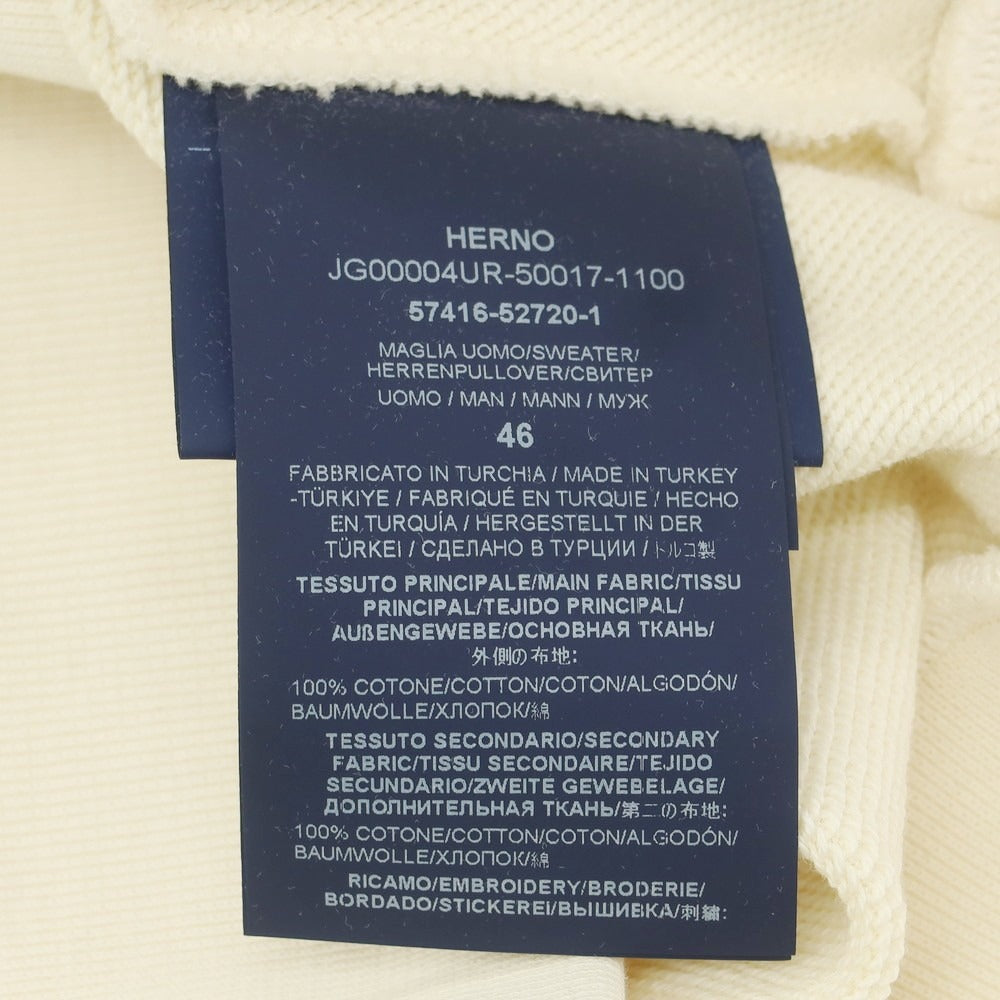 HERNO
JG00004UR-50017-1100
57416-52720-1
MAGLIA UOMO/SWEATER/
HERRENPULLOVER/СВИТЕР
UOMO / MAN / MANN / МУЖ
46
FABBRICATO IN TURCHIA / MADE IN TURKEY
-TÜRKIYE / FABRIQUÉ EN TURQUIE / HECHO
EN TURQUÍA / HERGESTELLT IN DER
TÜRKEI / СДЕЛАНО В ТУРЦИИ / トルコ製
TESSUTO PRINCIPALE/MAIN FABRIC/TISSU
PRINCIPAL/TEJIDO PRINCIPAL/
AUßENGEWEBE/ОСНОВНАЯ ТКАНЬ/
外側の布地:
100% COTONE/COTTON/COTON/ALGODÓN/
BAUMWOLLE/ХЛОПОК/綿
TESSUTO SECONDARIO/SECONDARY
FABRIC/TISSU SECONDAIRE/TEJIDO
SECUNDARIO/ZWEITE GEWEBELAGE/
ДОПОЛНИТЕЛЬНАЯ ТКАНЬ/第二の布地:
100% COTONE/COTTON/COTON/ALGODÓN/
BAUMWOLLE/ХЛОПОК/綿
RICAMO/EMBROIDERY/BRODERIE/
BORDADO/STICKEREI/ВЫШИВКА/刺繍: